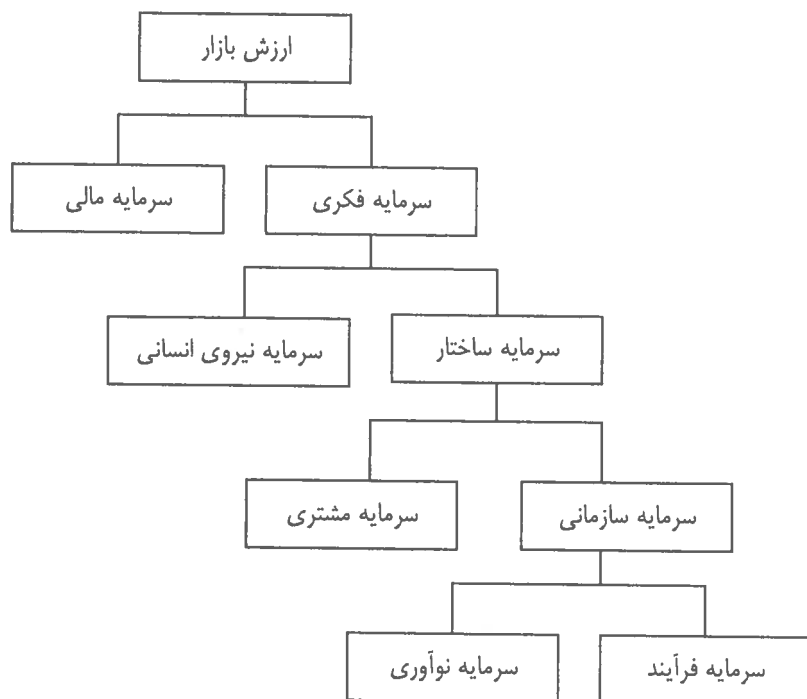 ارزش بازار
سرمایه فکری
سرمایه مالی
سرمایه ساختار
سرمایه نیروی انسانی
سرمایه سازمانی
سرمایه مشتری
سرمایه فرآیند
سرمایه نوآوری